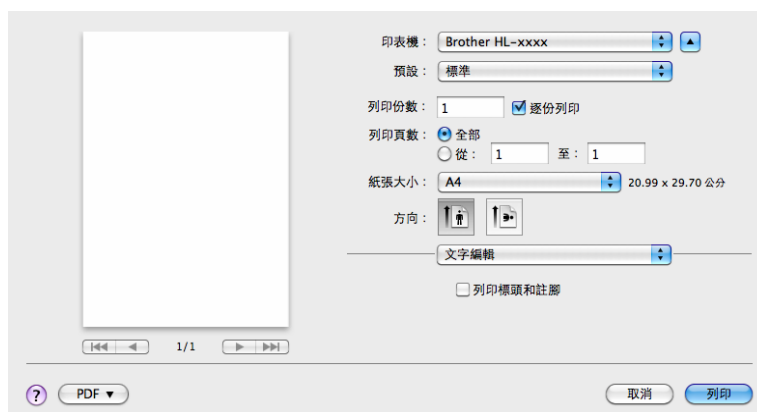 印表機： Brother HL-xxxx
預設： 標準
列印份數： 1 逐份列印
列印頁數： 全部
從： 1 至： 1
紙張大小： A4 20.99 x 29.70 公分
方向：
文字編輯
列印標頭和註腳
1/1
? PDF ▼ 取消 列印